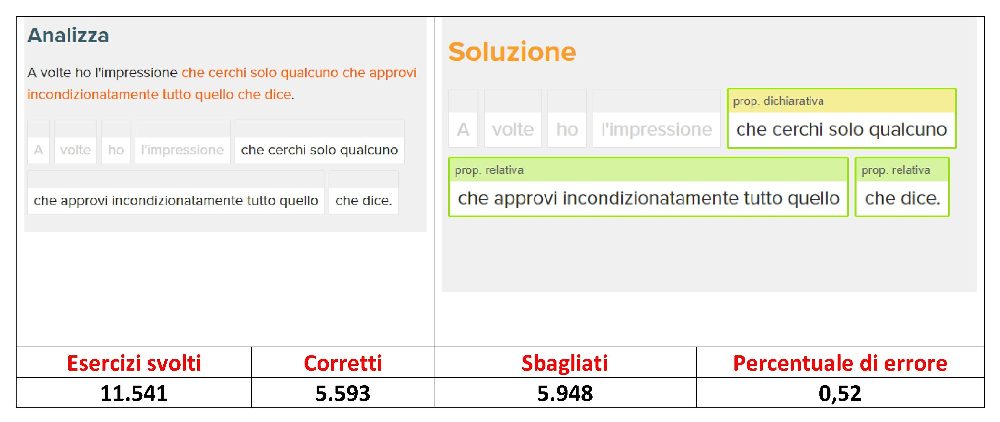 Analizza
A volte ho l'impressione che cerchi solo qualcuno che approvi
incondizionatamente tutto quello che dice.
A volte ho l'impressione che cerchi solo qualcuno
che approvi incondizionatamente tutto quello che dice.
Soluzione
prop. dichiarativa
A volte ho l'impressione che cerchi solo qualcuno
prop. relativa prop. relativa
che approvi incondizionatamente tutto quello che dice.
Esercizi svolti Corretti Sbagliati Percentuale di errore
11.541 5.593 5.948 0,52